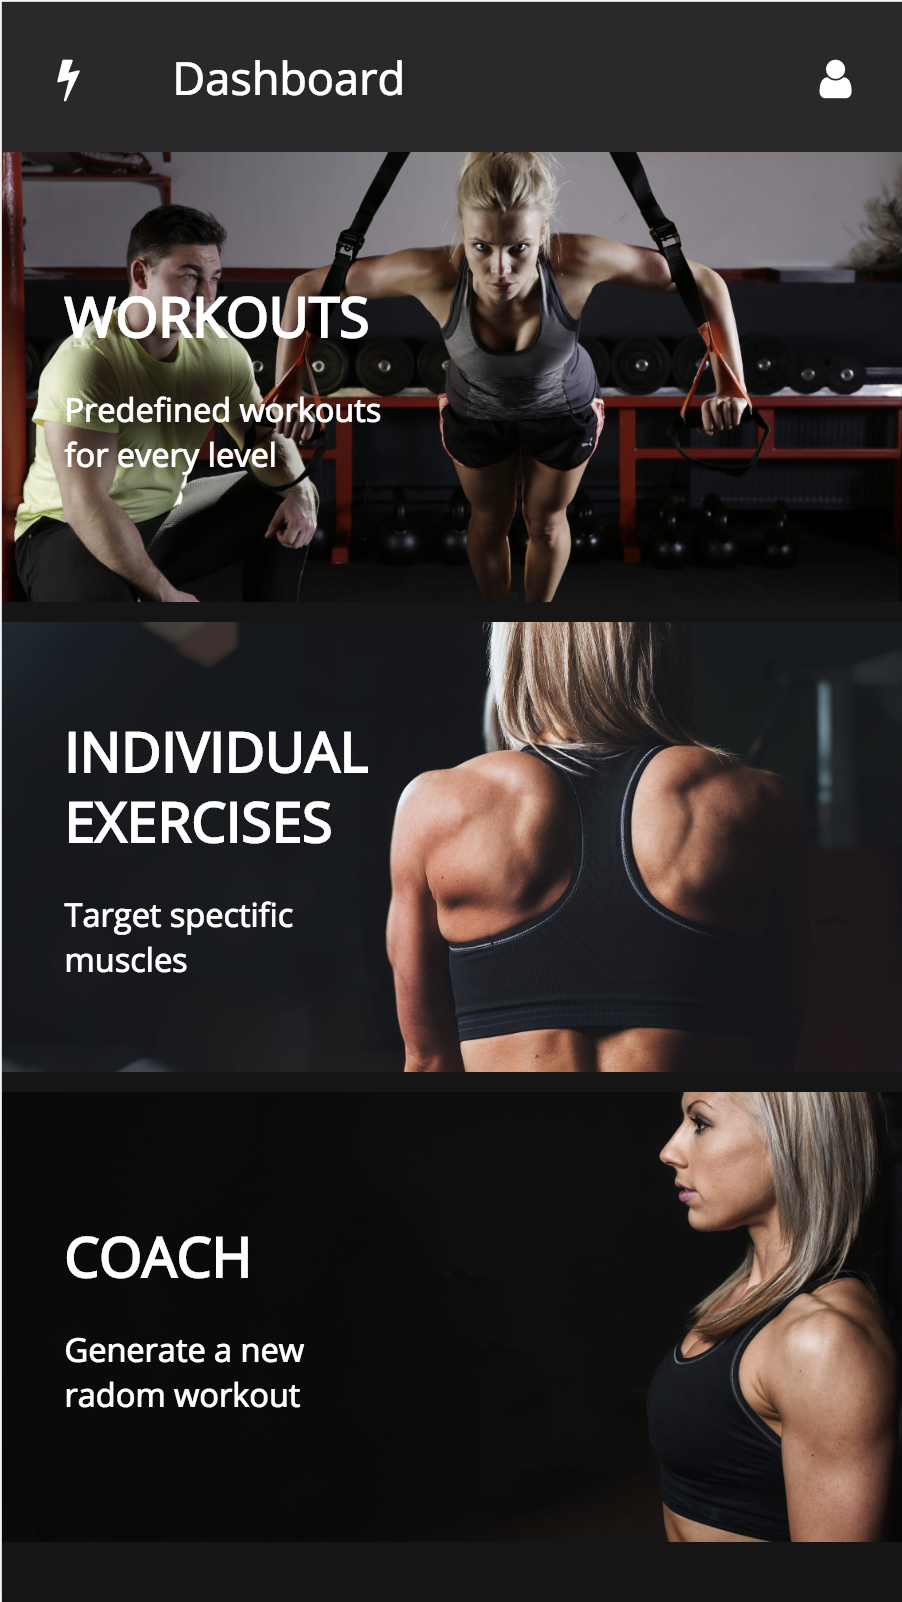 Dashboard
WORKOUTS
Predefined workouts
for every level
INDIVIDUAL
EXERCISES
Target spectific
muscles
COACH
Generate a new
radom workout